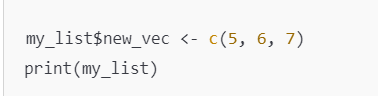 my_list$new_vec <- c(5, 6, 7)
print(my_list)